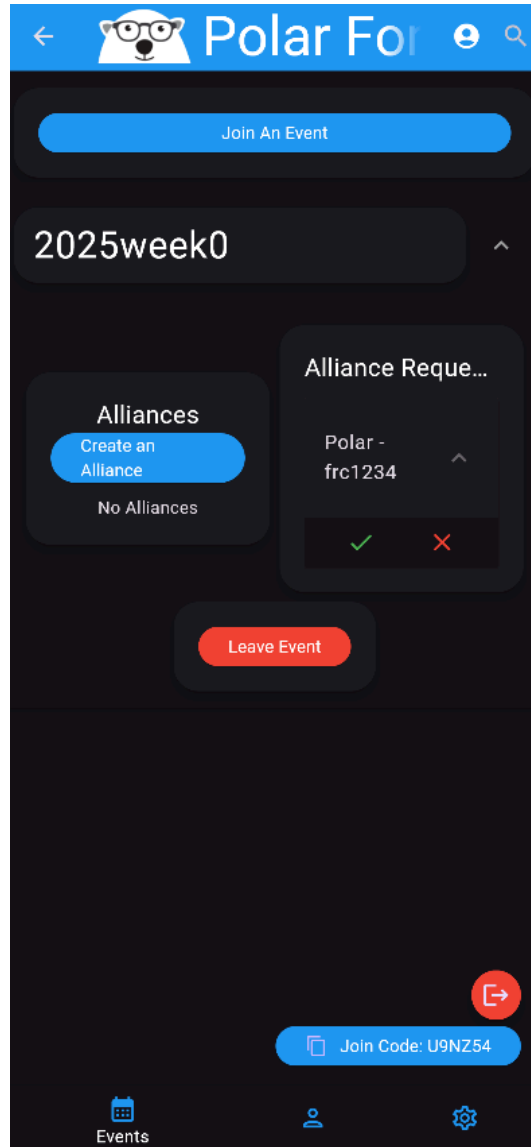 Polar For
Join An Event
2025week0
Alliances
Create an
Alliance
No Alliances
Alliance Reque...
Polar -
frc1234
Leave Event
Join Code: U9NZ54
Events